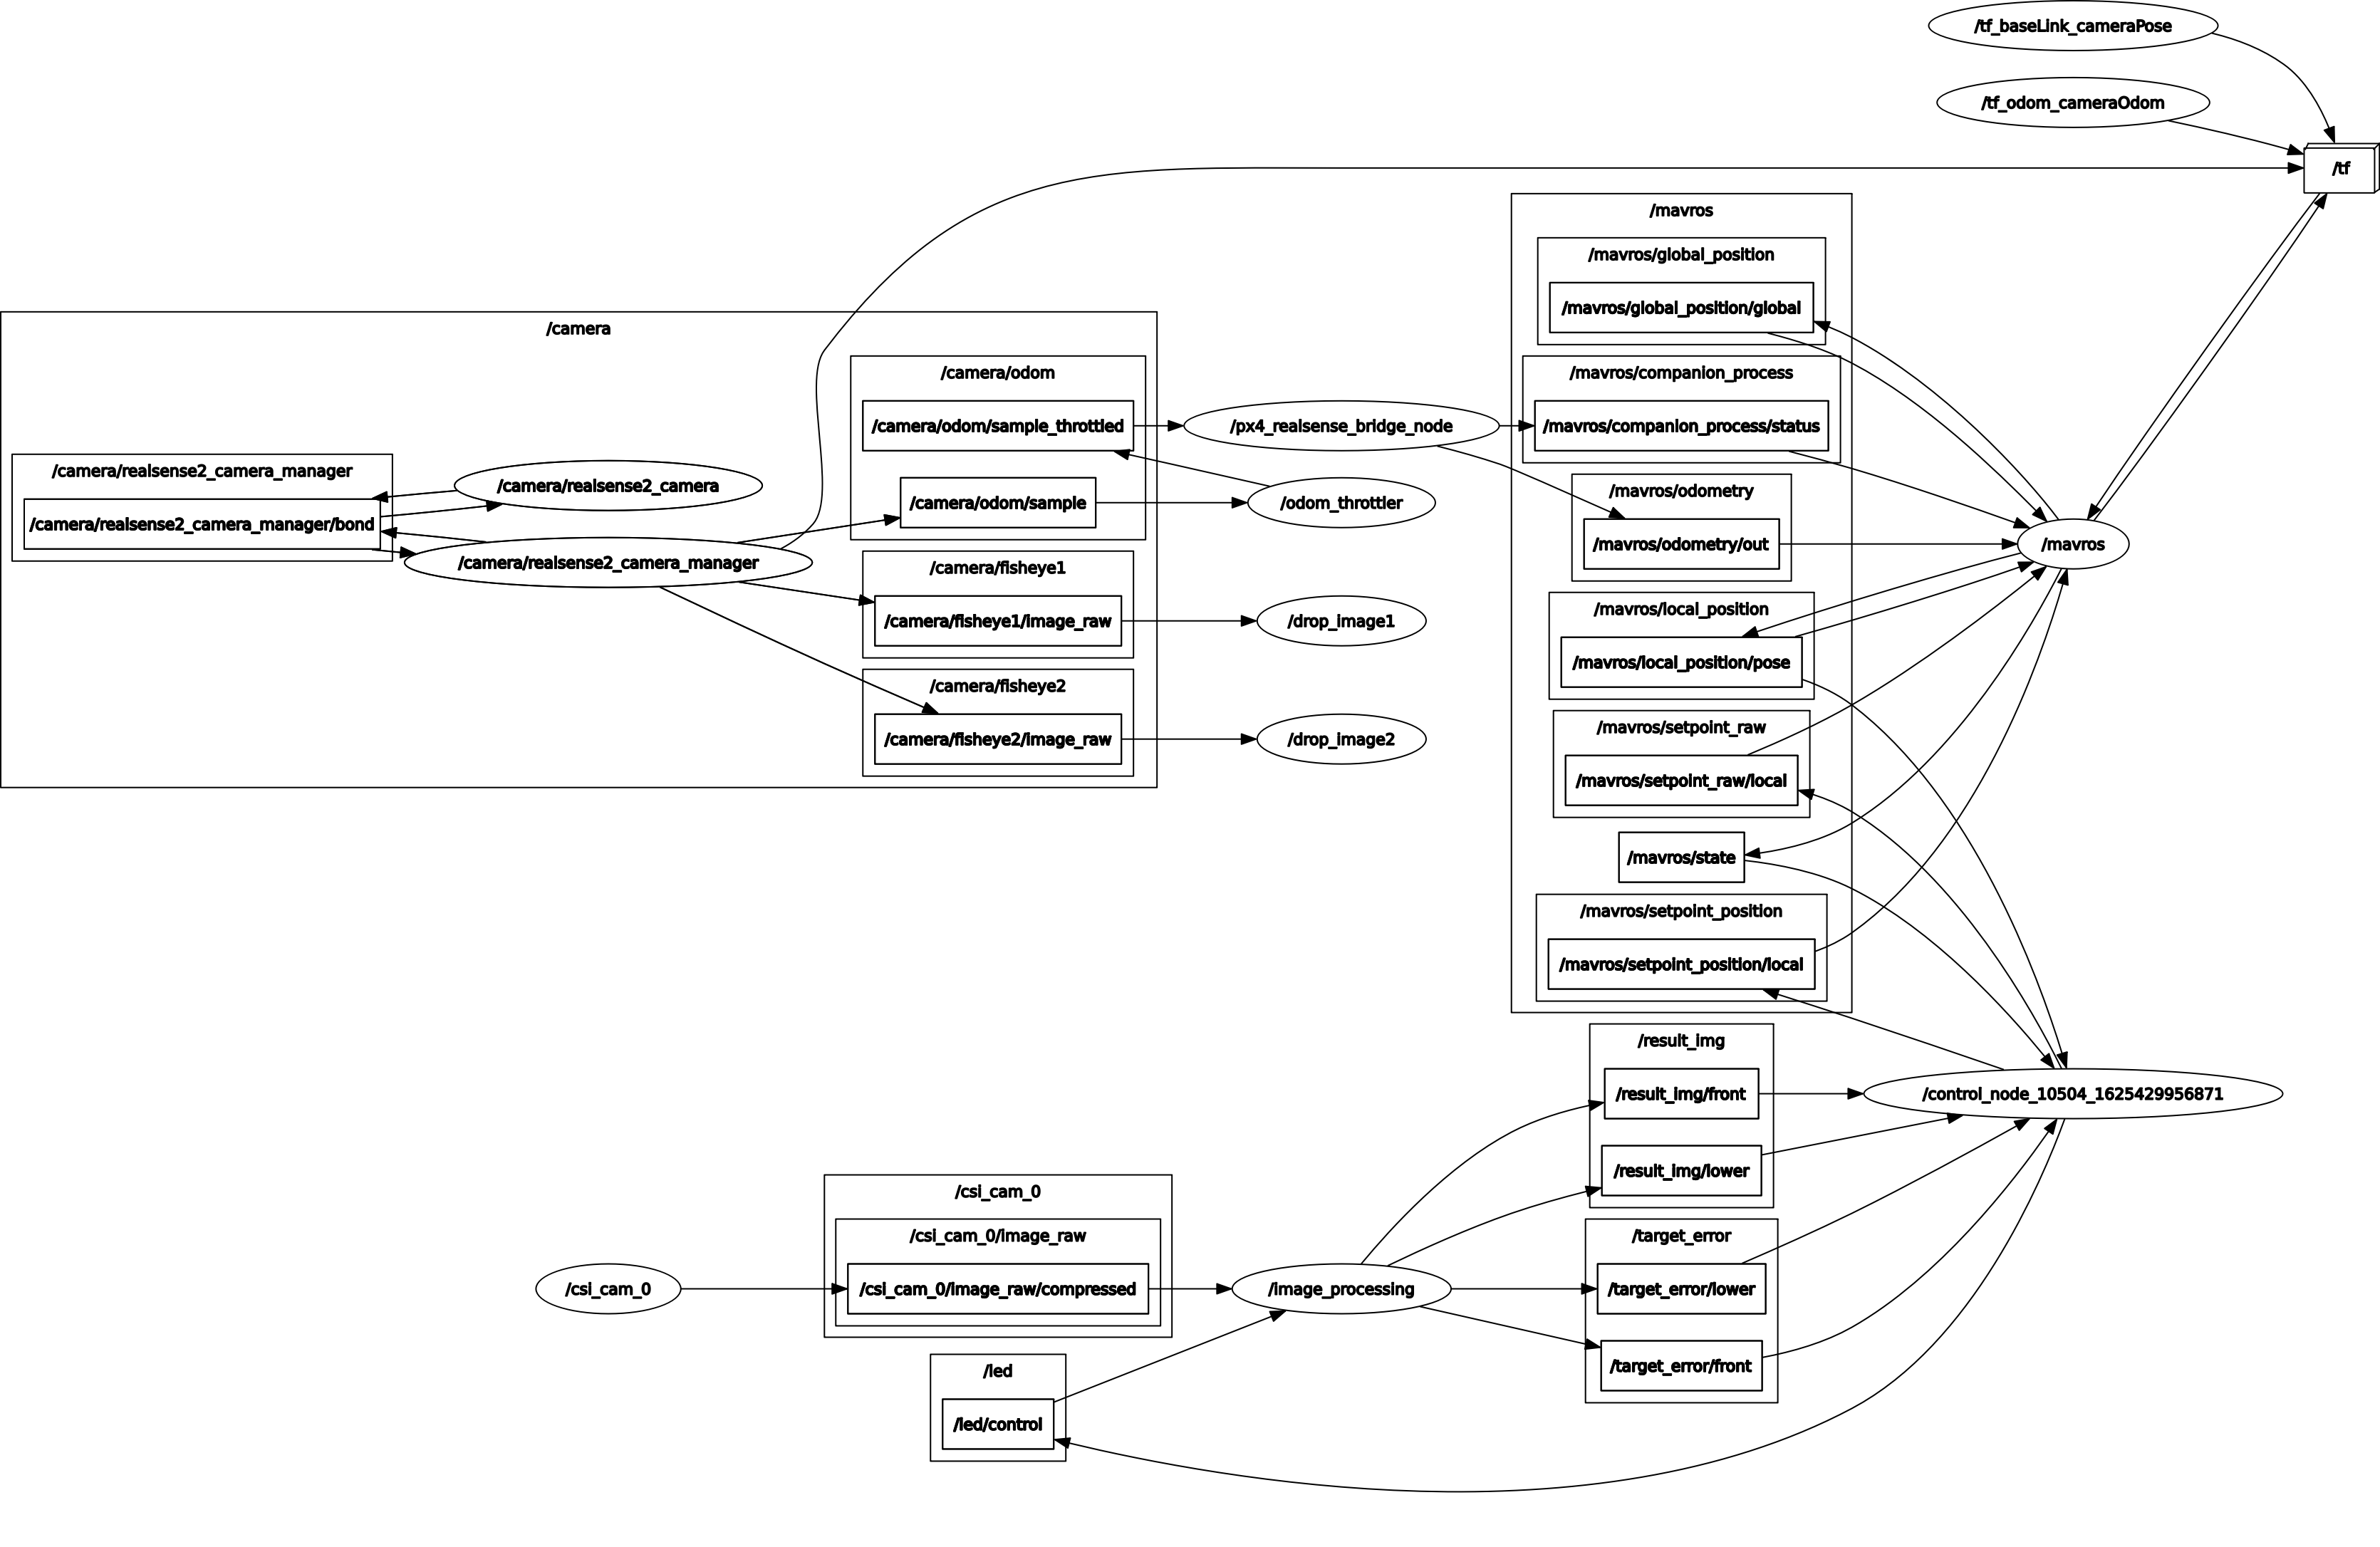 /tf_baseLink_cameraPose
/tf_odom_cameraOdom
/tf
/mavros
/mavros/global_position
/mavros/global_position/global
/camera
/mavros/companion_process
/camera/odom
/camera/odom/sample_throttled
/px4_realsense_bridge_node
/mavros/companion_process/status
/camera/realsense2_camera_manager
/camera/realsense2_camera
/mavros/odometry
/camera/odom/sample
/odom_throttler
/camera/realsense2_camera_manager/bond
/mavros/odometry/out
/mavros
/camera/realsense2_camera_manager
/camera/fisheye1
/mavros/local_position
/camera/fisheye1/image_raw
/drop_image1
/mavros/local_position/pose
/camera/fisheye2
/mavros/setpoint_raw
/camera/fisheye2/image_raw
/drop_image2
/mavros/setpoint_raw/local
/mavros/state
/mavros/setpoint_position
/mavros/setpoint_position/local
/result_img
/result_img/front
/control_node_10504_1625429956871
/result_img/lower
/csi_cam_0
/csi_cam_0/image_raw
/target_error
/csi_cam_0
/csi_cam_0/image_raw/compressed
/image_processing
/target_error/lower
/target_error/front
/led
/led/control